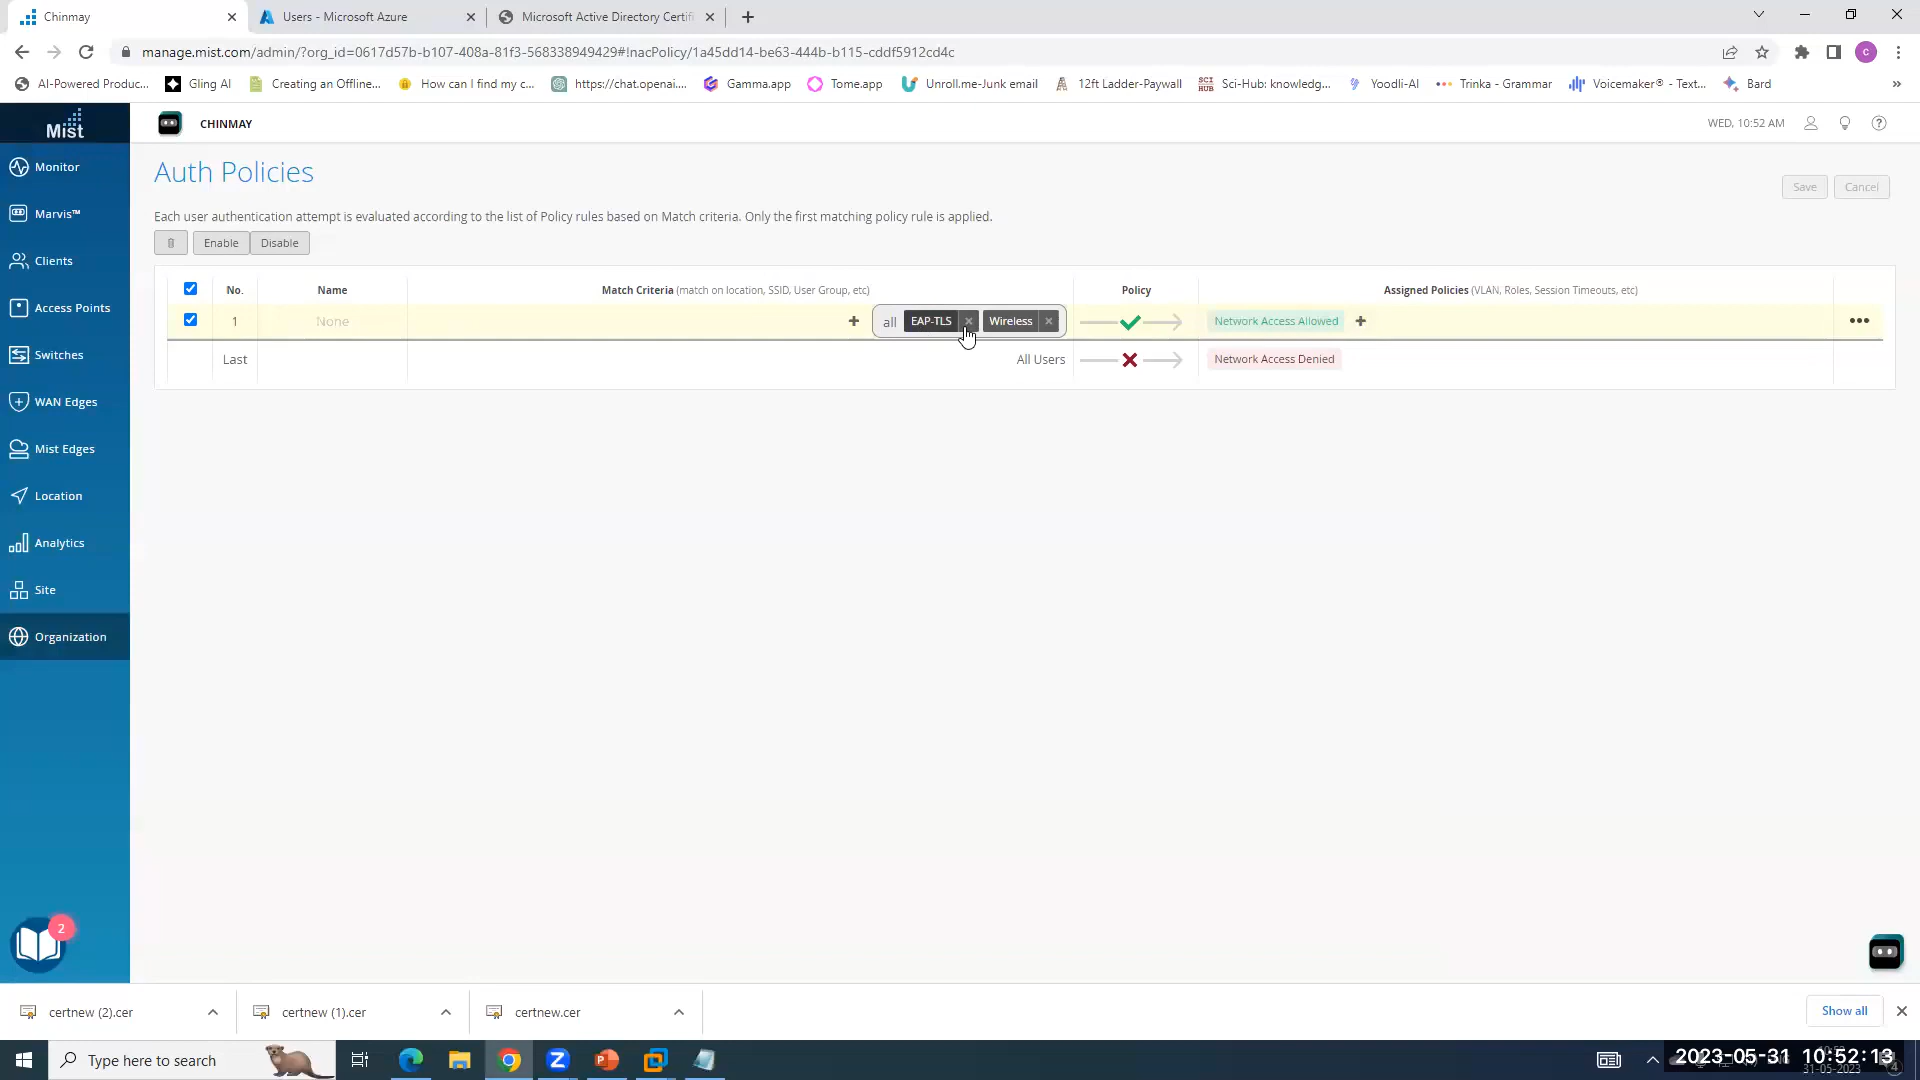 Chinmay
Users - Microsoft Azure
Microsoft Active Directory Certifi
manage.mist.com/admin/?org_id=0617d57b-b107-408a-81f3-568338949429#!nacPolicy/1a45dd14-be63-444b-b115-cddf5912cd4c
c
AI-Powered Produc...
Gling AI
Creating an Offline...
How can I find my c...
https://chat.openai....
Gamma.app
Tome.app
Unroll.me-Junk email
12ft Ladder-Paywall
SCI HUB
Sci-Hub: knowledg...
Yoodli-AI
Trinka - Grammar
Voicemaker® - Text...
Bard
»
Mist
CHINMAY
WED, 10:52 AM
Monitor
Marvis™
Clients
Access Points
Switches
WAN Edges
Mist Edges
Location
Analytics
Site
Organization
2
Auth Policies
Save
Cancel
Each user authentication attempt is evaluated according to the list of Policy rules based on Match criteria. Only the first matching policy rule is applied.
Enable
Disable
No.
Name
Match Criteria (match on location, SSID, User Group, etc)
Policy
Assigned Policies (VLAN, Roles, Session Timeouts, etc)
1
None
all
EAP-TLS
Wireless
Network Access Allowed
Last
All Users
Network Access Denied
certnew (2).cer
certnew (1).cer
certnew.cer
Show all
Type here to search
2023-05-31 10:52:13
31-05-2023
4